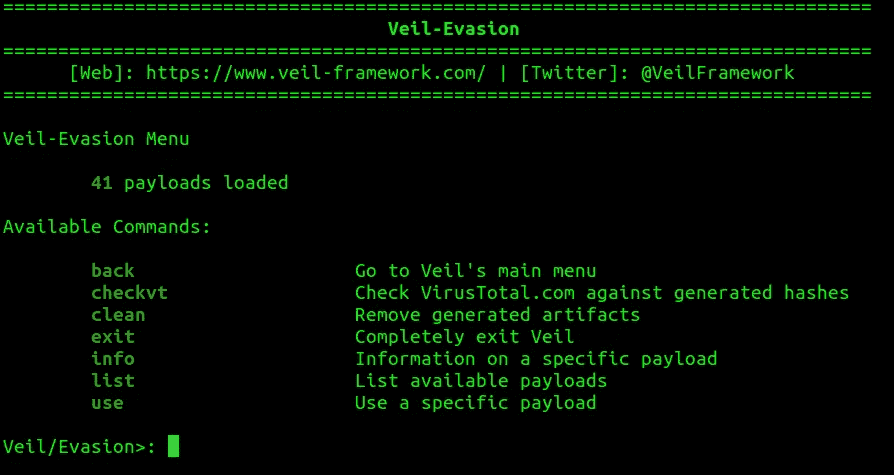 ===============================================================================
Veil-Evasion
===============================================================================
[Web]: https://www.veil-framework.com/ | [Twitter]: @VeilFramework
===============================================================================
Veil-Evasion Menu
41 payloads loaded
Available Commands:
back Go to Veil's main menu
checkvt Check VirusTotal.com against generated hashes
clean Remove generated artifacts
exit Completely exit Veil
info Information on a specific payload
list List available payloads
use Use a specific payload
Veil/Evasion>: